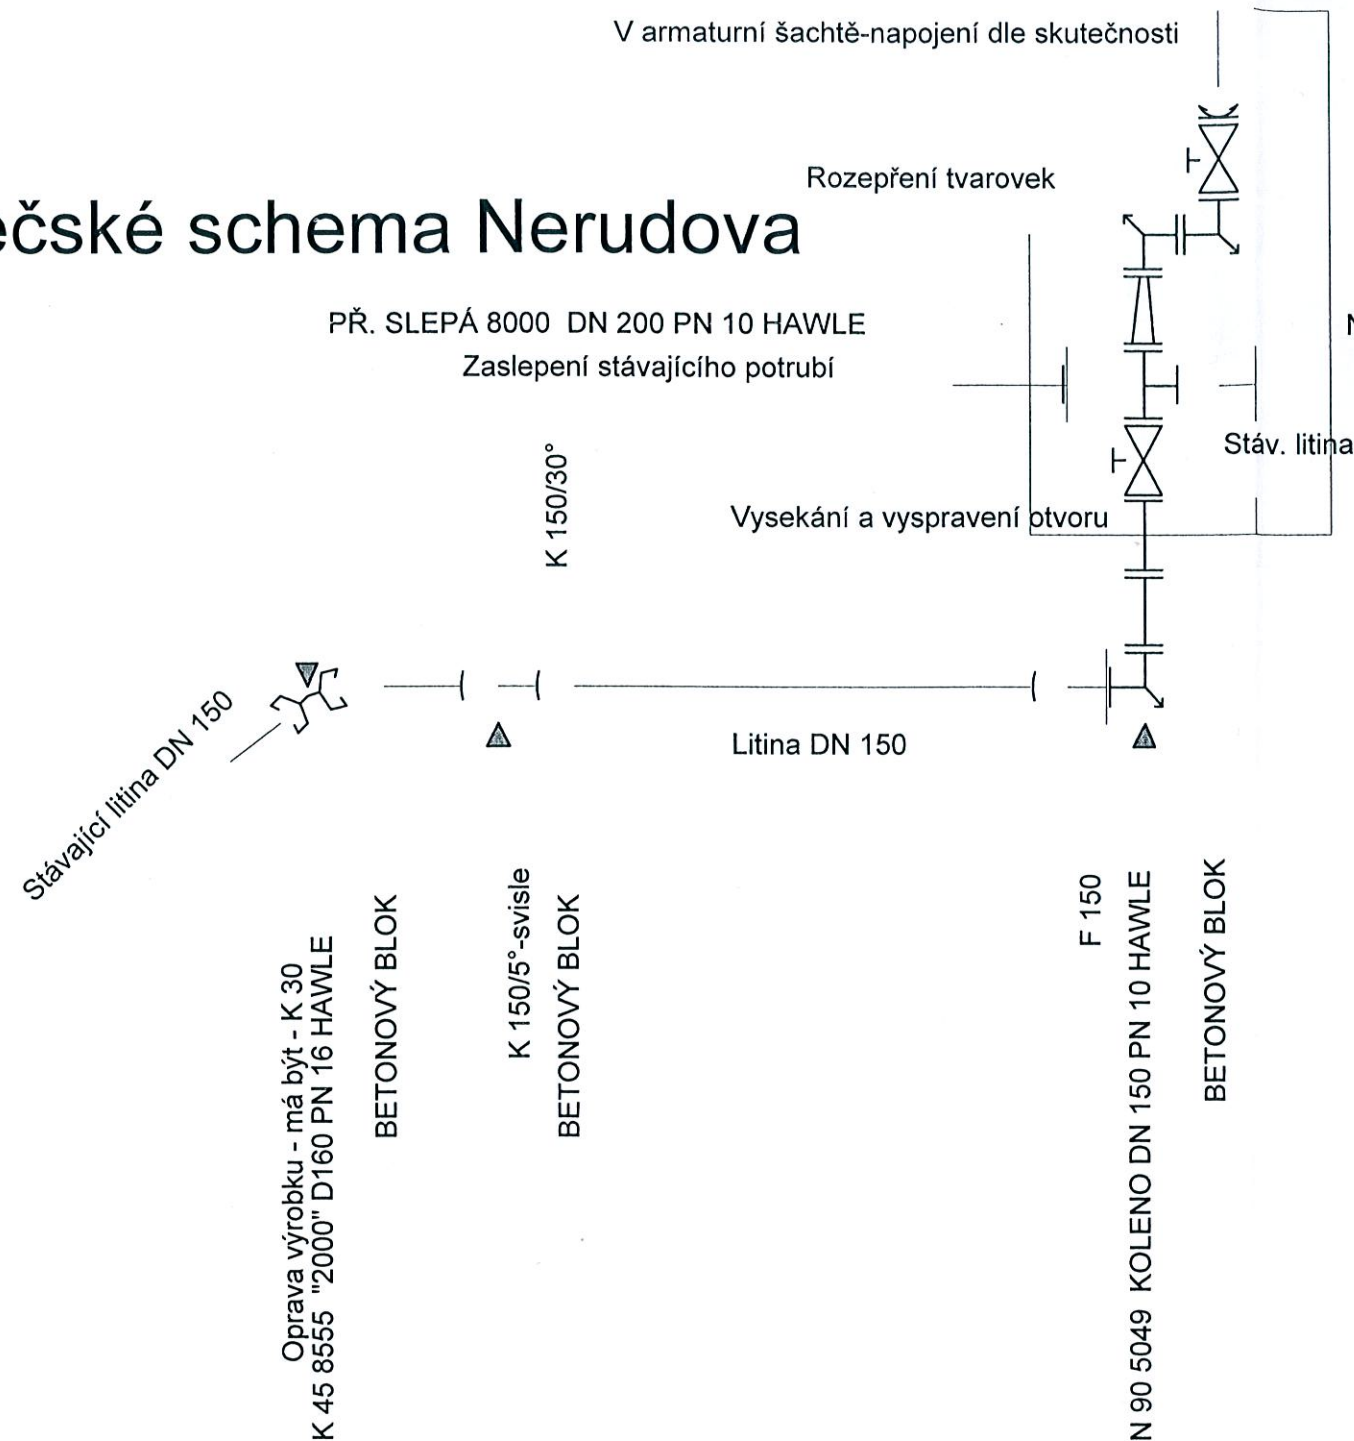 V armaturní šachtě-napojení dle skutečnosti
Rozepření tvarovek
ečské schema Nerudova
PŘ. SLEPÁ 8000 DN 200 PN 10 HAWLE
N
Zaslepení stávajícího potrubí
Stáv. litina
K 150/30°
Vysekání a vyspravení otvoru
Stávající litina DN 150
Litina DN 150
Oprava výrobku - má být - K 30
K 45 8555 "2000" D160 PN 16 HAWLE
BETONOVÝ BLOK
K 150/5°-svisle
BETONOVÝ BLOK
F 150
N 90 5049 KOLENO DN 150 PN 10 HAWLE
BETONOVÝ BLOK